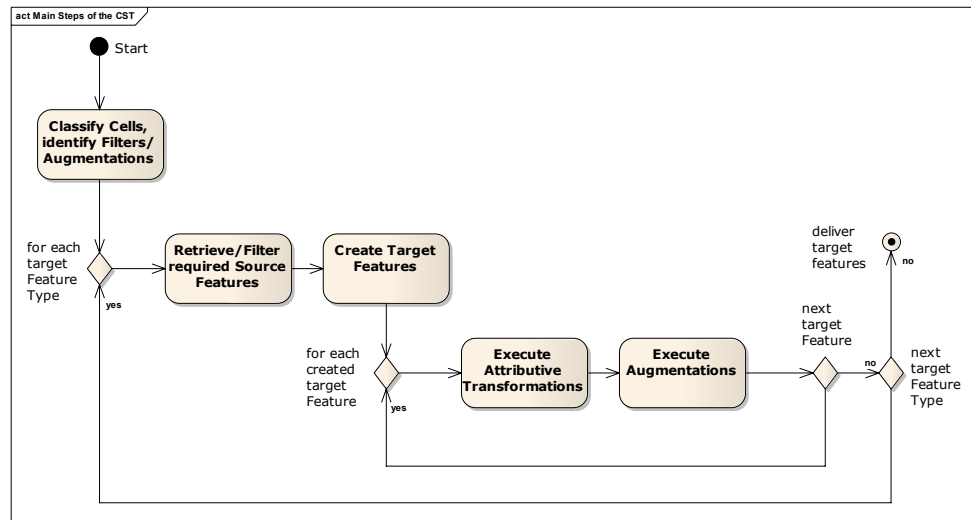 act Main Steps of the CST
Start
Classify Cells,
identify Filters/
Augmentations
for each
target
Feature
Type
yes
Retrieve/Filter
required Source
Features
Create Target
Features
for each
created
target
Feature
yes
Execute
Attributive
Transformations
Execute
Augmentations
next
target
Feature
no
deliver
target
features
no
next
target
Feature
Type